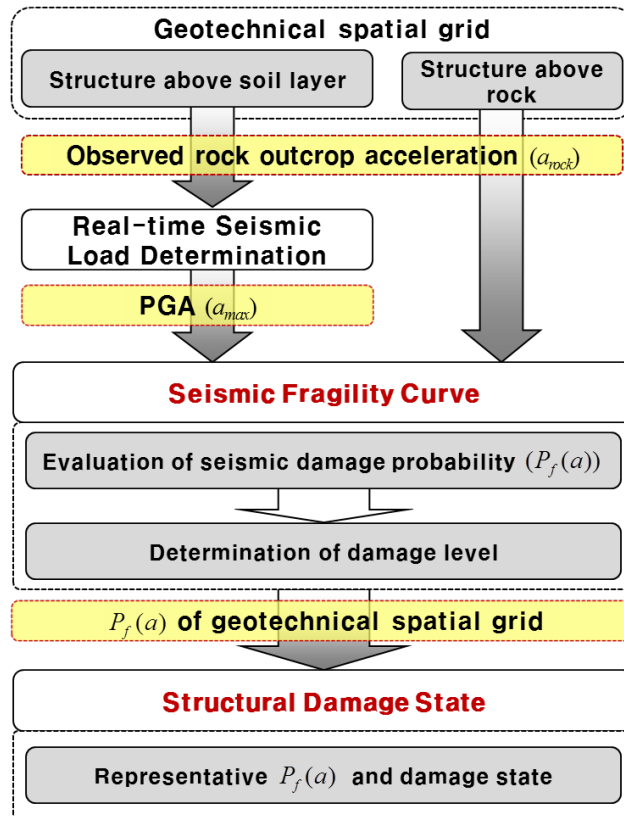 Geotechnical spatial grid
Structure above soil layer
Structure above
rock
Observed rock outcrop acceleration (a_rock)
Real-time Seismic
Load Determination
PGA (a_max)
Seismic Fragility Curve
Evaluation of seismic damage probability (P_f(a))
Determination of damage level
P_f(a) of geotechnical spatial grid
Structural Damage State
Representative P_f(a) and damage state